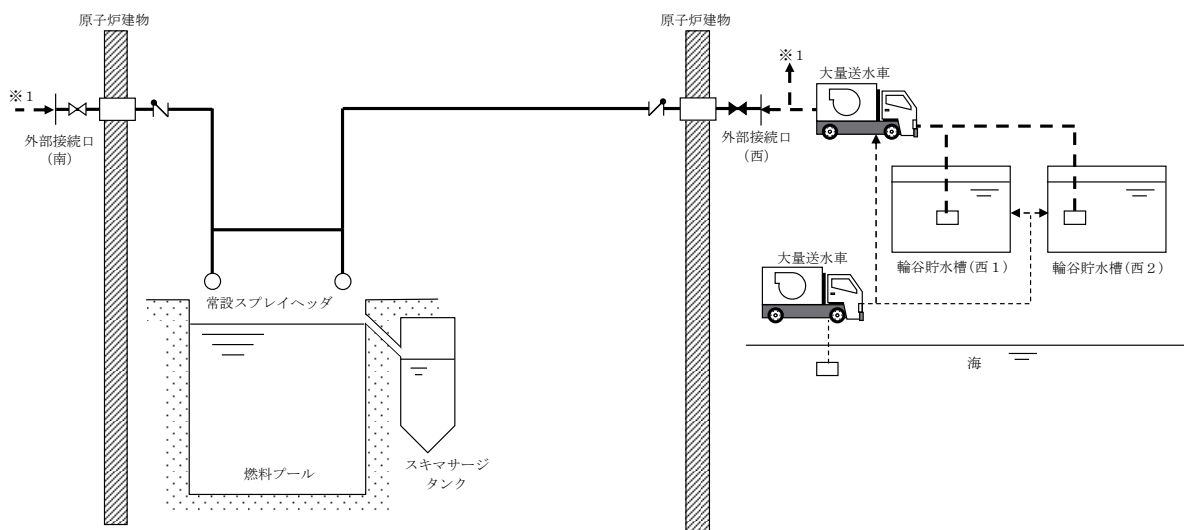 原子炉建物
原子炉建物
※1
※1
大量送水車
外部接続口
(南)
外部接続口
(西)
輪谷貯水槽(西1)
輪谷貯水槽(西2)
大量送水車
常設スプレイヘッダ
海
燃料プール
スキマサージ
タンク